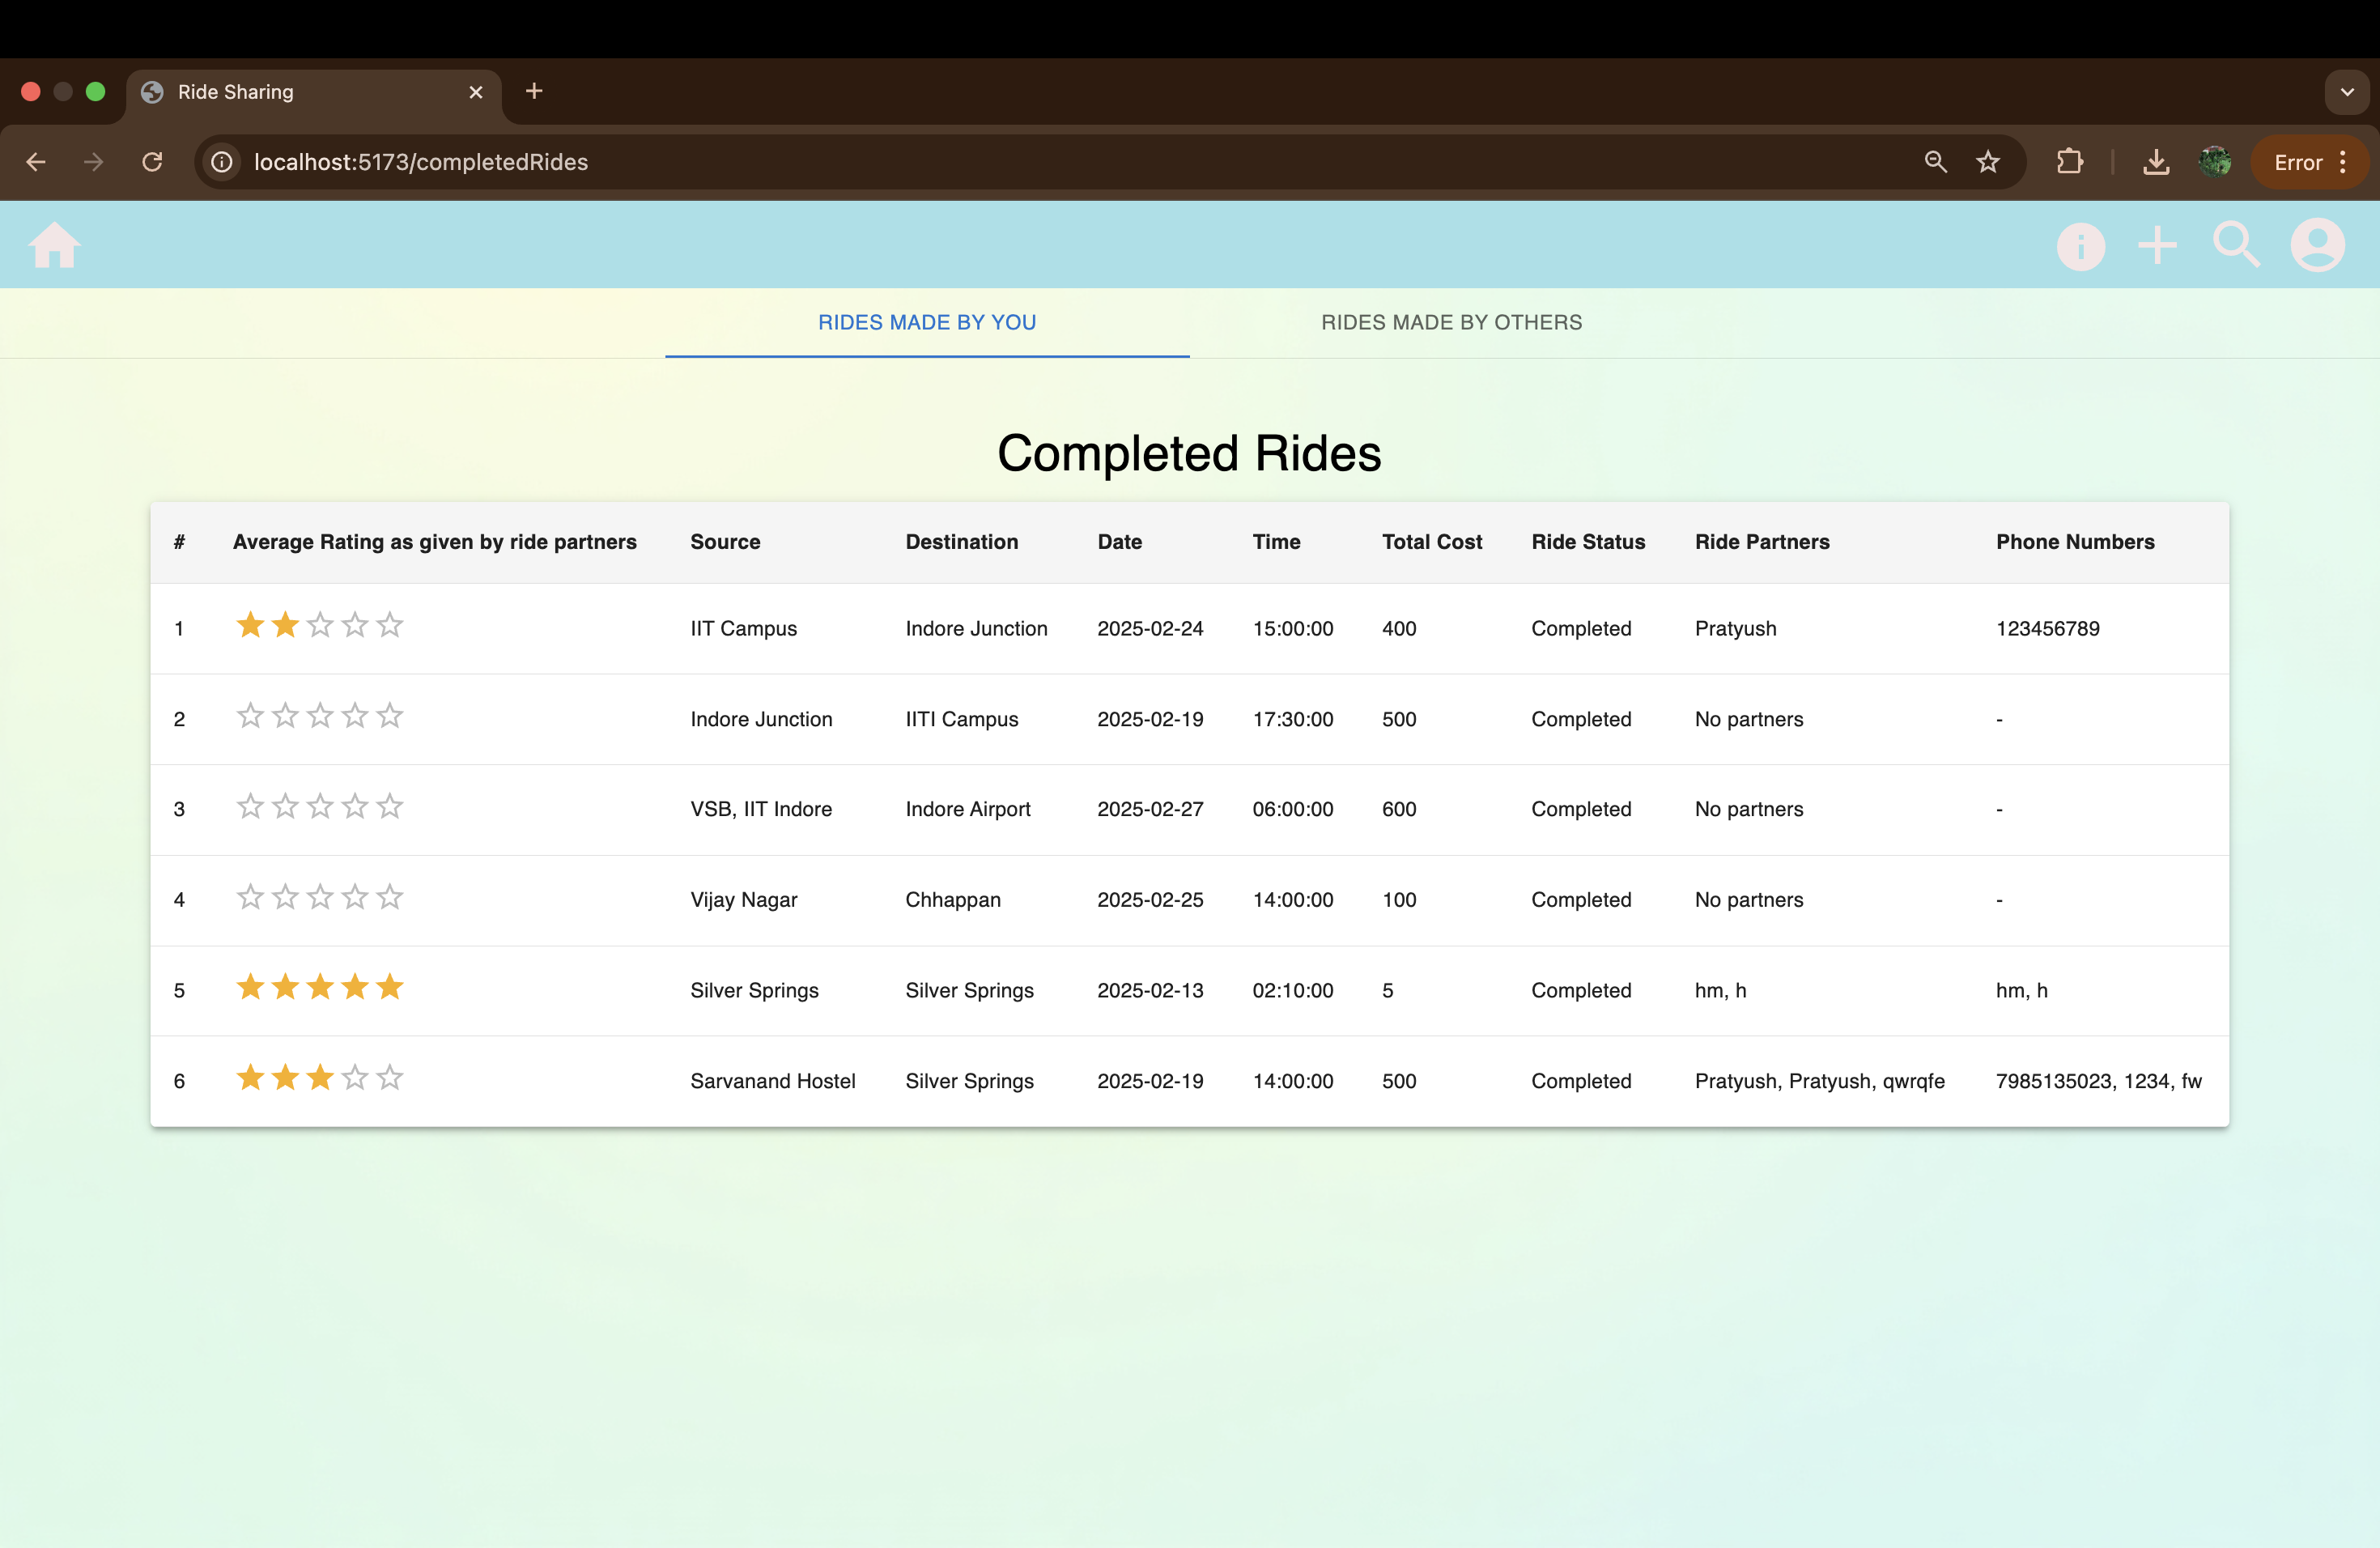 Ride Sharing
localhost:5173/completedRides
Error
RIDES MADE BY YOU RIDES MADE BY OTHERS
Completed Rides
# Average Rating as given by ride partners Source Destination Date Time Total Cost Ride Status Ride Partners Phone Numbers
1 IIT Campus Indore Junction 2025-02-24 15:00:00 400 Completed Pratyush 123456789
2 Indore Junction IITI Campus 2025-02-19 17:30:00 500 Completed No partners -
3 VSB, IIT Indore Indore Airport 2025-02-27 06:00:00 600 Completed No partners -
4 Vijay Nagar Chhappan 2025-02-25 14:00:00 100 Completed No partners -
5 Silver Springs Silver Springs 2025-02-13 02:10:00 5 Completed hm, h hm, h
6 Sarvanand Hostel Silver Springs 2025-02-19 14:00:00 500 Completed Pratyush, Pratyush, qwrqfe 7985135023, 1234, fw